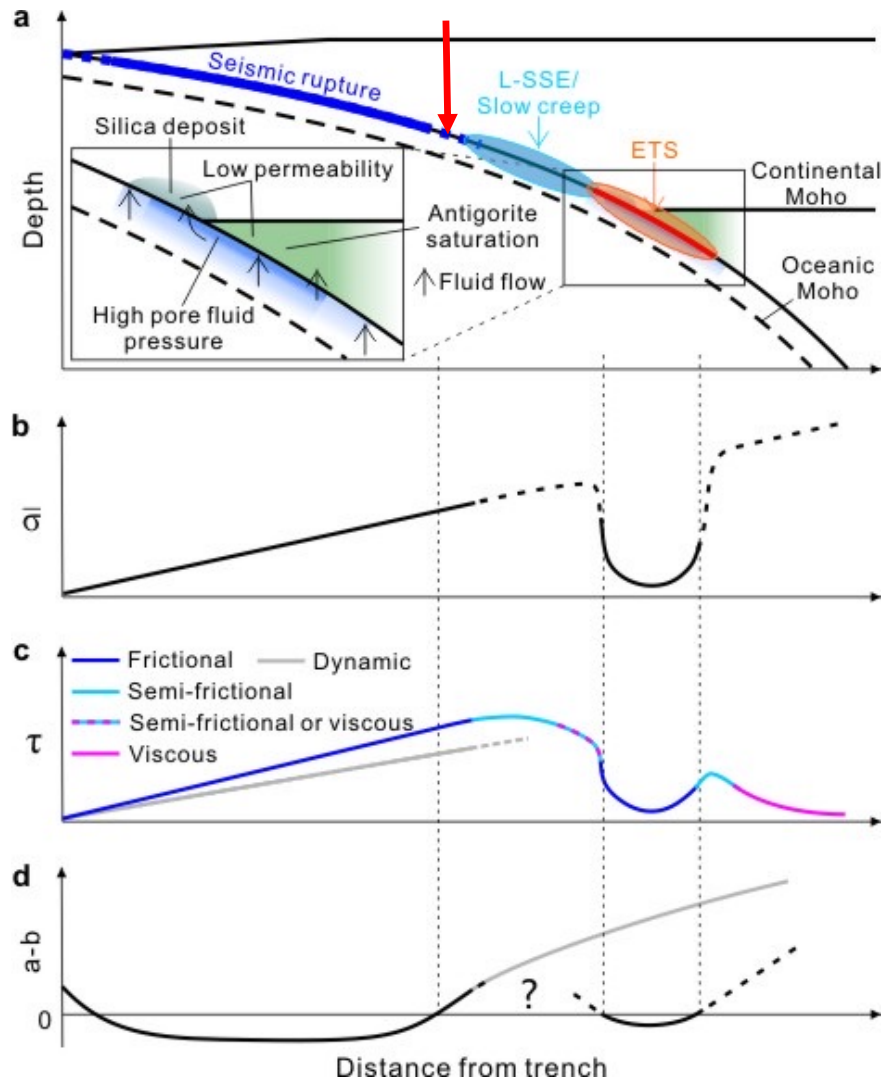 a
Seismic rupture
L-SSE/
Slow creep
Silica deposit
ETS
Low permeability
Continental
Moho
Antigorite
saturation
Depth
Fluid flow
Oceanic
Moho
High pore fluid
pressure
b
σ̄
c
Frictional
Dynamic
Semi-frictional
Semi-frictional or viscous
Viscous
τ
d
a-b
?
0
Distance from trench